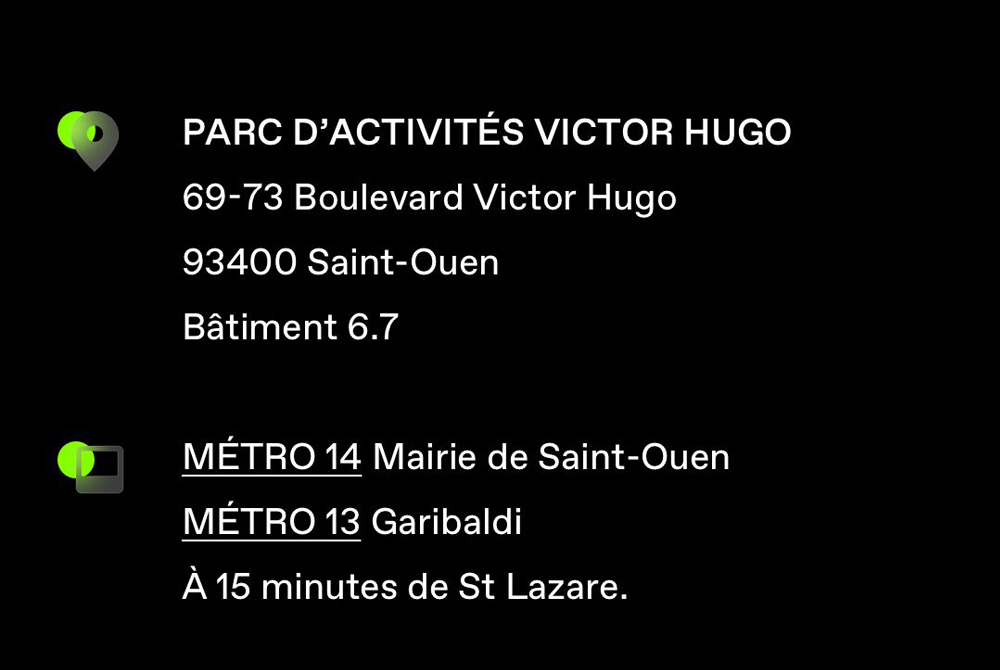 PARC D’ACTIVITÉS VICTOR HUGO
69-73 Boulevard Victor Hugo
93400 Saint-Ouen
Bâtiment 6.7
MÉTRO 14 Mairie de Saint-Ouen
MÉTRO 13 Garibaldi
À 15 minutes de St Lazare.